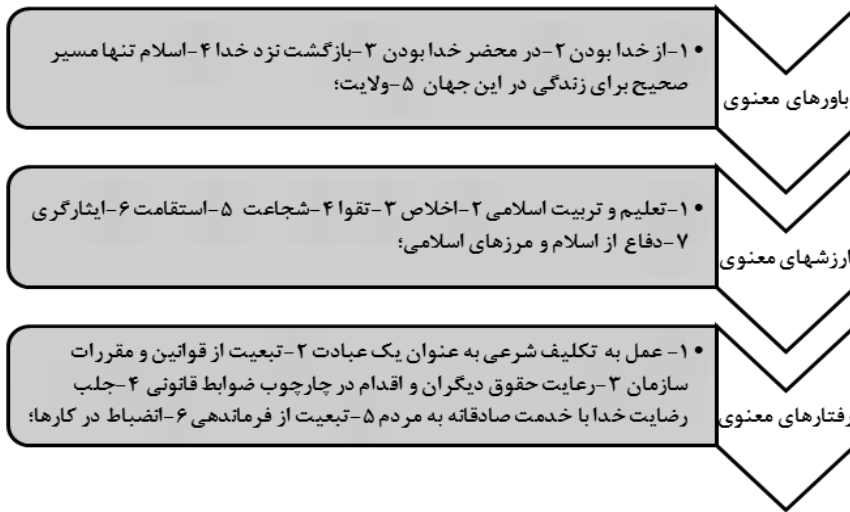 باورهای معنوی
• ۱-از خدا بودن ۲-در محضر خدا بودن ۳-بازگشت نزد خدا ۴-اسلام تنها مسیر
صحیح برای زندگی در این جهان ۵-ولایت؛
ارزشهای معنوی
• ۱-تعلیم و تربیت اسلامی ۲-اخلاص ۳-تقوا ۴-شجاعت ۵-استقامت ۶-ایثارگری
۷-دفاع از اسلام و مرزهای اسلامی؛
رفتارهای معنوی
• ۱- عمل به تکلیف شرعی به عنوان یک عبادت ۲-تبعیت از قوانین و مقررات
سازمان ۳-رعایت حقوق دیگران و اقدام در چارچوب ضوابط قانونی ۴-جلب
رضایت خدا با خدمت صادقانه به مردم ۵-تبعیت از فرماندهی ۶-انضباط در کارها؛